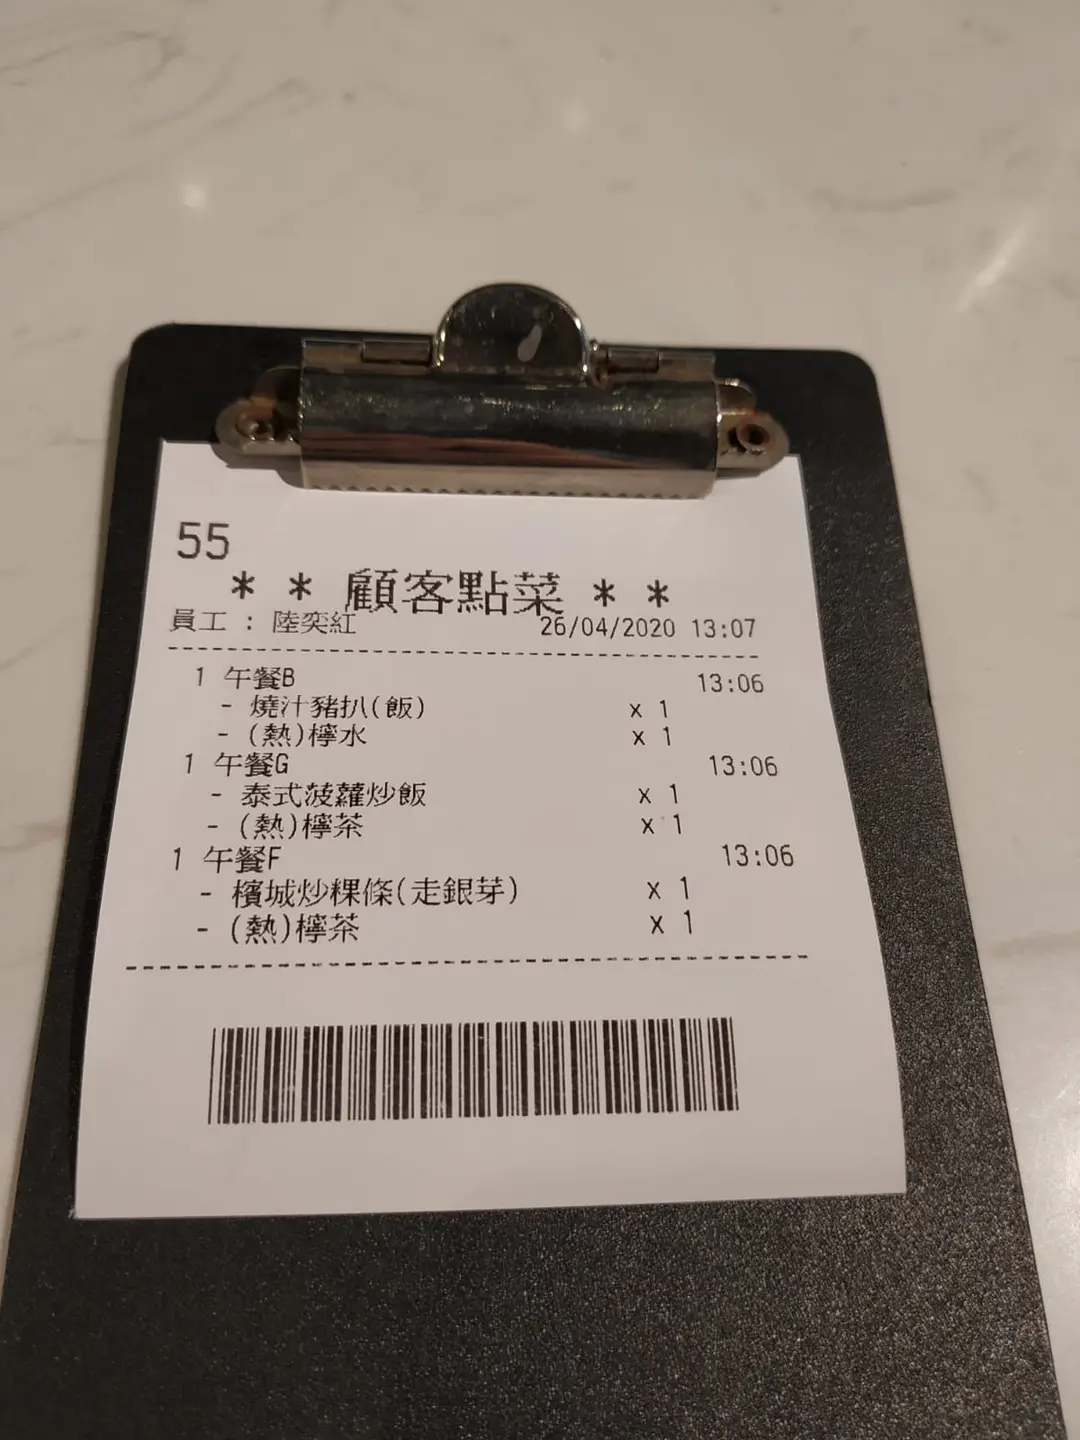 55
* * 顧客點菜 * *
員工 : 陸奕紅 26/04/2020 13:07
1 午餐B 13:06
- 燒汁豬扒(飯) x 1
- (熱)檸水 x 1
1 午餐G 13:06
- 泰式菠蘿炒飯 x 1
- (熱)檸茶 x 1
1 午餐F 13:06
- 檳城炒粿條(走銀芽) x 1
- (熱)檸茶 x 1